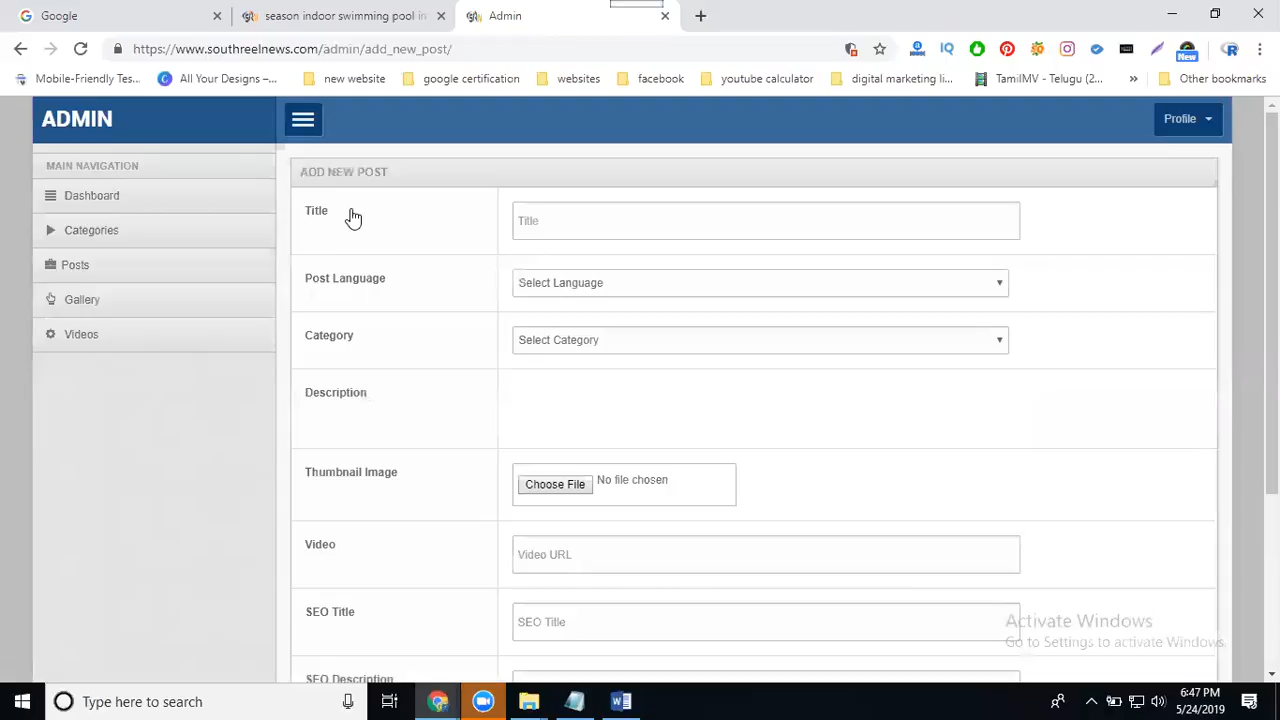 Google
season indoor swimming pool in
Admin
https://www.southreelnews.com/admin/add_new_post/
New
Mobile-Friendly Tes...
All Your Designs –...
new website
google certification
websites
facebook
youtube calculator
digital marketing li...
TamilMV - Telugu (2...
Other bookmarks
ADMIN
Profile
MAIN NAVIGATION
Dashboard
Categories
Posts
Gallery
Videos
ADD NEW POST
Title
Title
Post Language
Select Language
Category
Select Category
Description
Thumbnail Image
Choose File No file chosen
Video
Video URL
SEO Title
SEO Title
SEO Description
Activate Windows
Go to Settings to activate Windows.
Type here to search
6:47 PM
5/24/2019